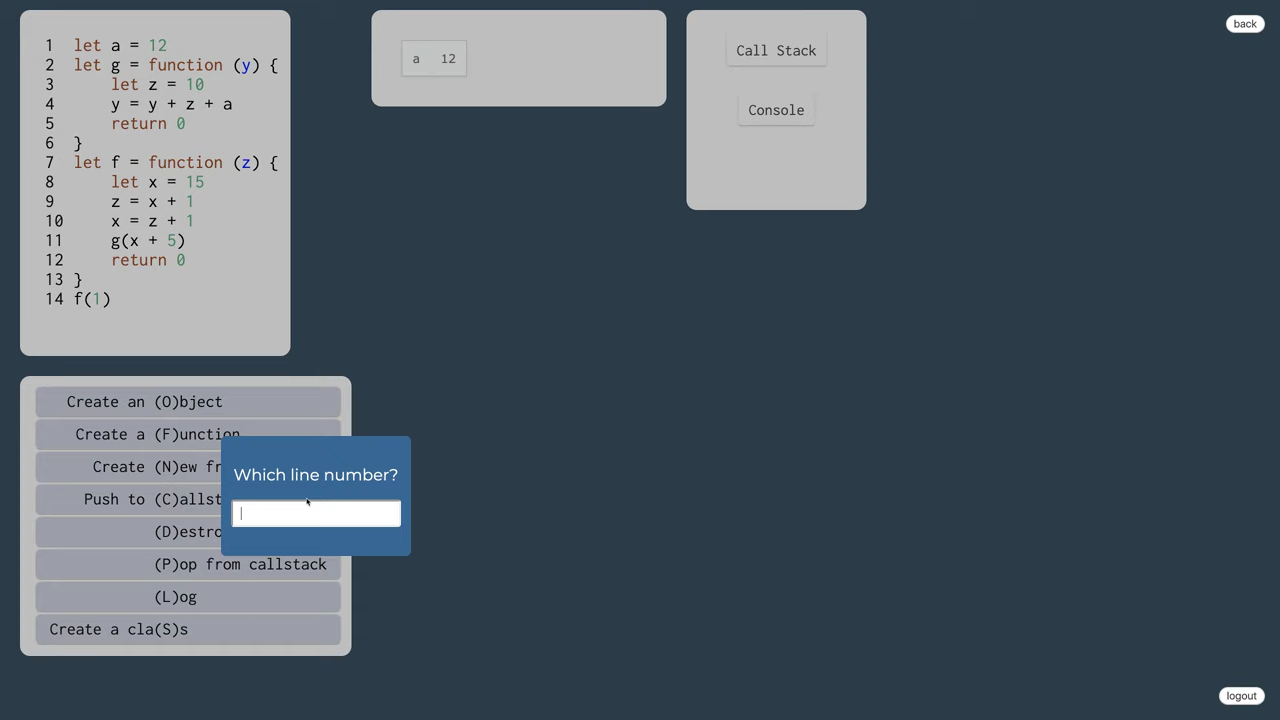 1 let a = 12
2 let g = function (y) {
3 let z = 10
4 y = y + z + a
5 return 0
6 }
7 let f = function (z) {
8 let x = 15
9 z = x + 1
10 x = z + 1
11 g(x + 5)
12 return 0
13 }
14 f(1)
a 12
Call Stack
Console
back
Create an (O)bject
Create a (F)unction
Create (N)ew fr
Push to (C)allst
(D)estro
(P)op from callstack
(L)og
Create a cla(S)s
Which line number?
logout